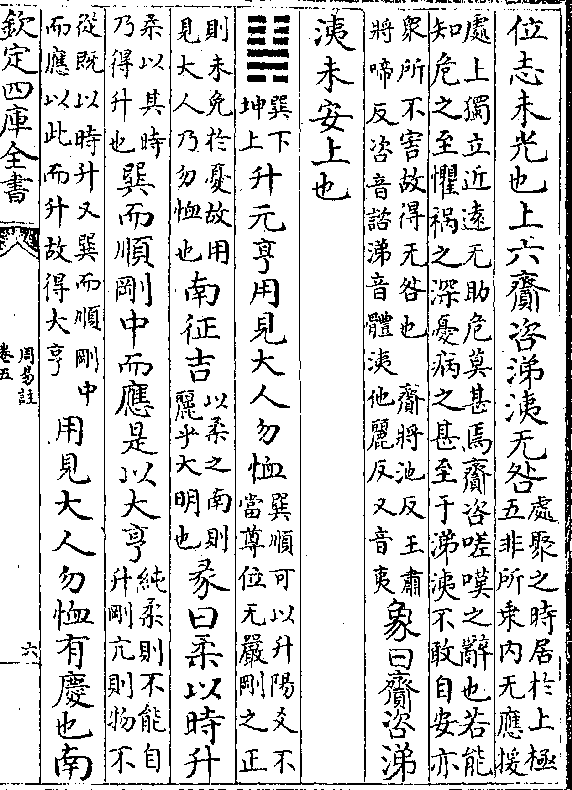 位志未光也上六齎咨涕洟无咎處聚之時居於上極
五非所乘内无應援
處上獨立近遠无助危莫甚焉齎咨嗟嘆之辭也若能
知危之至懼禍之深憂病之甚至于涕洟不敢自安亦
衆所不害故得无咎也 齎將池反王肅
將啼反咨音諮涕音體洟他麗反又音夷
象曰齎咨涕
洟未安上也
䷭巽下
坤上
升元亨用見大人勿恤巽順可以升陽爻不
當尊位无嚴剛之正
則未免於憂故用
見大人乃勿恤也
南征吉以柔之南則
麗乎大明也
彖曰柔以時升
柔以其時
乃得升也
巽而順剛中而應是以大亨純柔則不能自
升剛亢則物不
從既以時升又巽而順剛中
而應以此而升故得大亨
用見大人勿恤有慶也南
欽定四庫全書
周易註
卷五
六